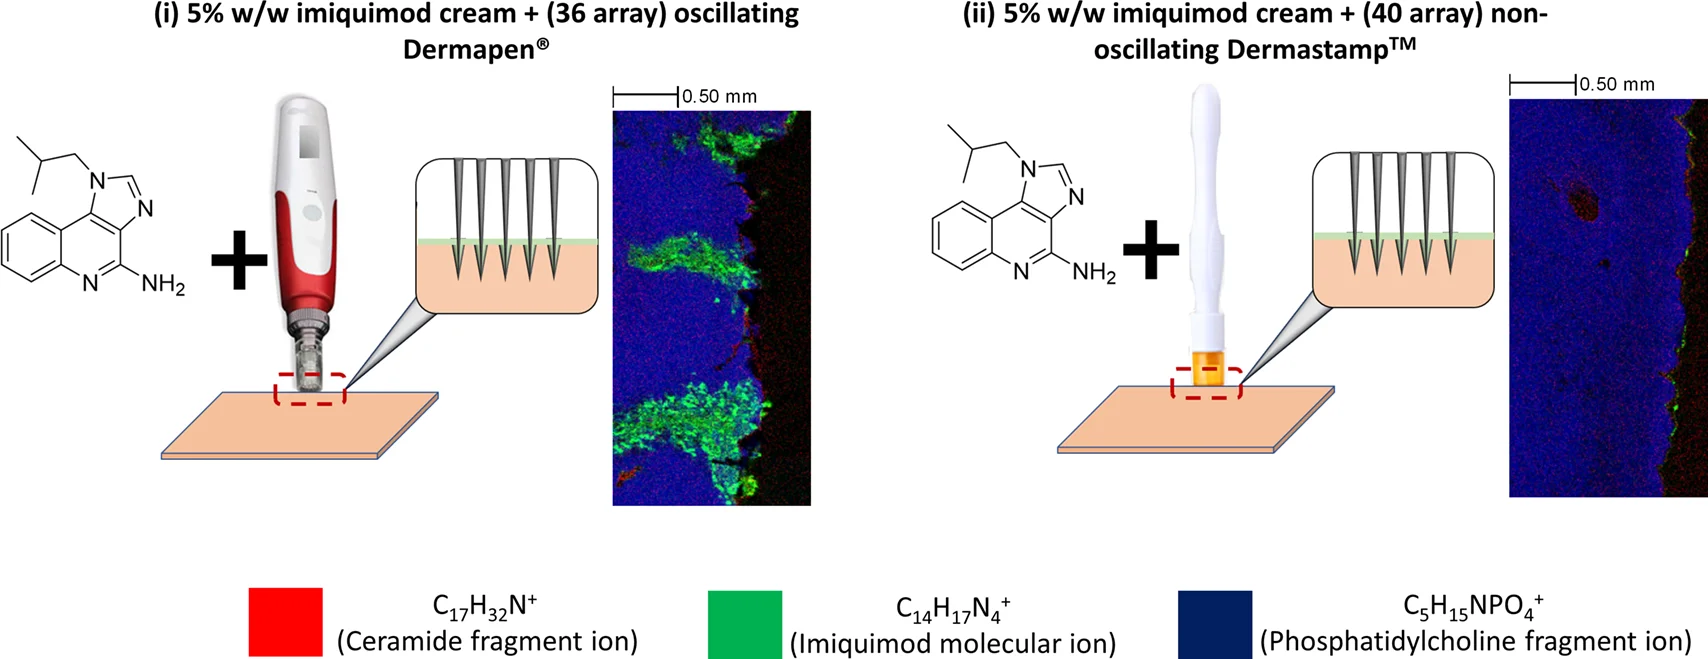 (i) 5% w/w imiquimod cream + (36 array) oscillating
Dermapen®
0.50 mm
N
N
N
NH₂
(ii) 5% w/w imiquimod cream + (40 array) non-
oscillating Dermastamp™
0.50 mm
N
N
N
NH₂
C₁₇H₃₂N⁺
(Ceramide fragment ion)
C₁₄H₁₇N₄⁺
(Imiquimod molecular ion)
C₅H₁₅NPO₄⁺
(Phosphatidylcholine fragment ion)